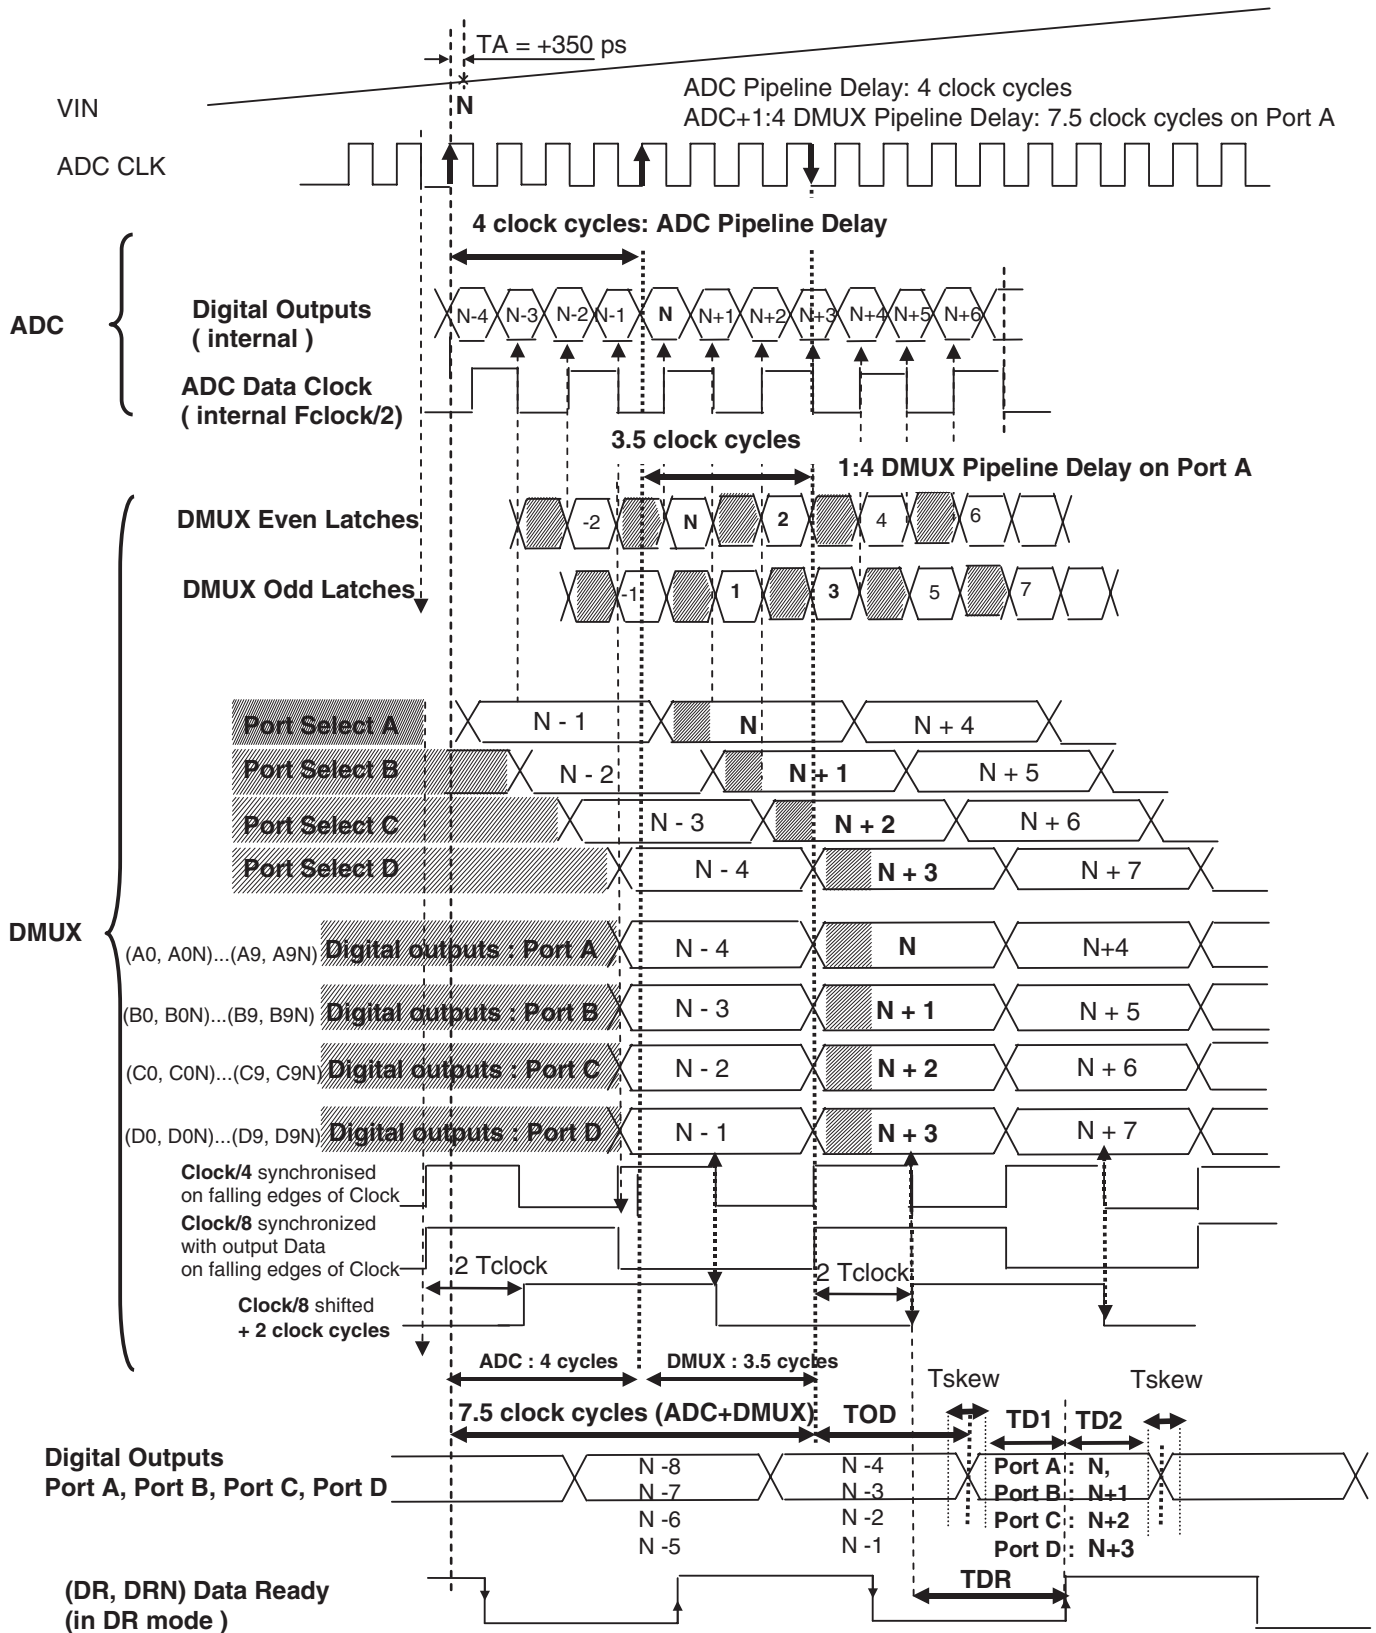 TA = +350 ps
VIN
N
ADC Pipeline Delay: 4 clock cycles
ADC+1:4 DMUX Pipeline Delay: 7.5 clock cycles on Port A
ADC CLK
4 clock cycles: ADC Pipeline Delay
ADC
Digital Outputs
( internal )
N-4 N-3 N-2 N-1 N N+1 N+2 N+3 N+4 N+5 N+6
ADC Data Clock
( internal Fclock/2)
3.5 clock cycles
1:4 DMUX Pipeline Delay on Port A
DMUX Even Latches
-2 N 2 4 6
DMUX Odd Latches
-1 1 3 5 7
Port Select A N - 1 N N + 4
Port Select B N - 2 N + 1 N + 5
Port Select C N - 3 N + 2 N + 6
Port Select D N - 4 N + 3 N + 7
DMUX
(A0, A0N)...(A9, A9N) Digital outputs : Port A N - 4 N N+4
(B0, B0N)...(B9, B9N) Digital outputs : Port B N - 3 N + 1 N + 5
(C0, C0N)...(C9, C9N) Digital outputs : Port C N - 2 N + 2 N + 6
(D0, D0N)...(D9, D9N) Digital outputs : Port D N - 1 N + 3 N + 7
Clock/4 synchronised
on falling edges of Clock
Clock/8 synchronized
with output Data
on falling edges of Clock
2 Tclock 2 Tclock
Clock/8 shifted
+ 2 clock cycles
ADC : 4 cycles DMUX : 3.5 cycles
Tskew Tskew
7.5 clock cycles (ADC+DMUX) TOD TD1 TD2
Digital Outputs
Port A, Port B, Port C, Port D
N -8 N -4 Port A : N,
N -7 N -3 Port B : N+1
N -6 N -2 Port C : N+2
N -5 N -1 Port D : N+3
TDR
(DR, DRN) Data Ready
(in DR mode )